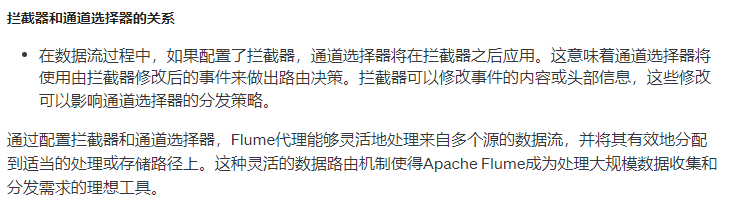 拦截器和通道选择器的关系
• 在数据流过程中，如果配置了拦截器，通道选择器将在拦截器之后应用。这意味着通道选择器将
使用由拦截器修改后的事件来做出路由决策。拦截器可以修改事件的内容或头部信息，这些修改
可以影响通道选择器的分发策略。
通过配置拦截器和通道选择器，Flume代理能够灵活地处理来自多个源的数据流，并将其有效地分配
到适当的处理或存储路径上。这种灵活的数据路由机制使得Apache Flume成为处理大规模数据收集和
分发需求的理想工具。